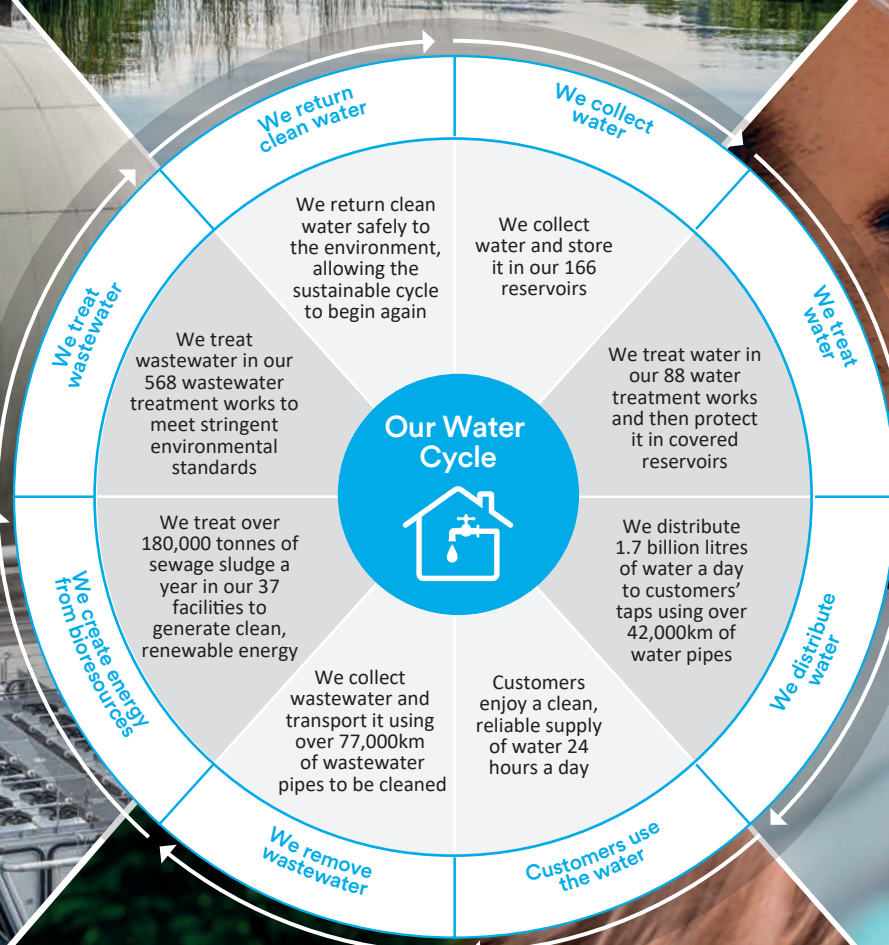 Our Water
Cycle
We collect
water
We collect
water and store
it in our 166
reservoirs
We treat
water
We treat water in
our 88 water
treatment works
and then protect
it in covered
reservoirs
We distribute
water
We distribute
1.7 billion litres
of water a day
to customers’
taps using over
42,000km of
water pipes
Customers use
the water
Customers
enjoy a clean,
reliable supply
of water 24
hours a day
We remove
wastewater
We collect
wastewater and
transport it using
over 77,000km
of wastewater
pipes to be cleaned
We create energy
from bioresources
We treat over
180,000 tonnes of
sewage sludge a
year in our 37
facilities to
generate clean,
renewable energy
We treat
wastewater
We treat
wastewater in our
568 wastewater
treatment works to
meet stringent
environmental
standards
We return
clean water
We return clean
water safely to
the environment,
allowing the
sustainable cycle
to begin again